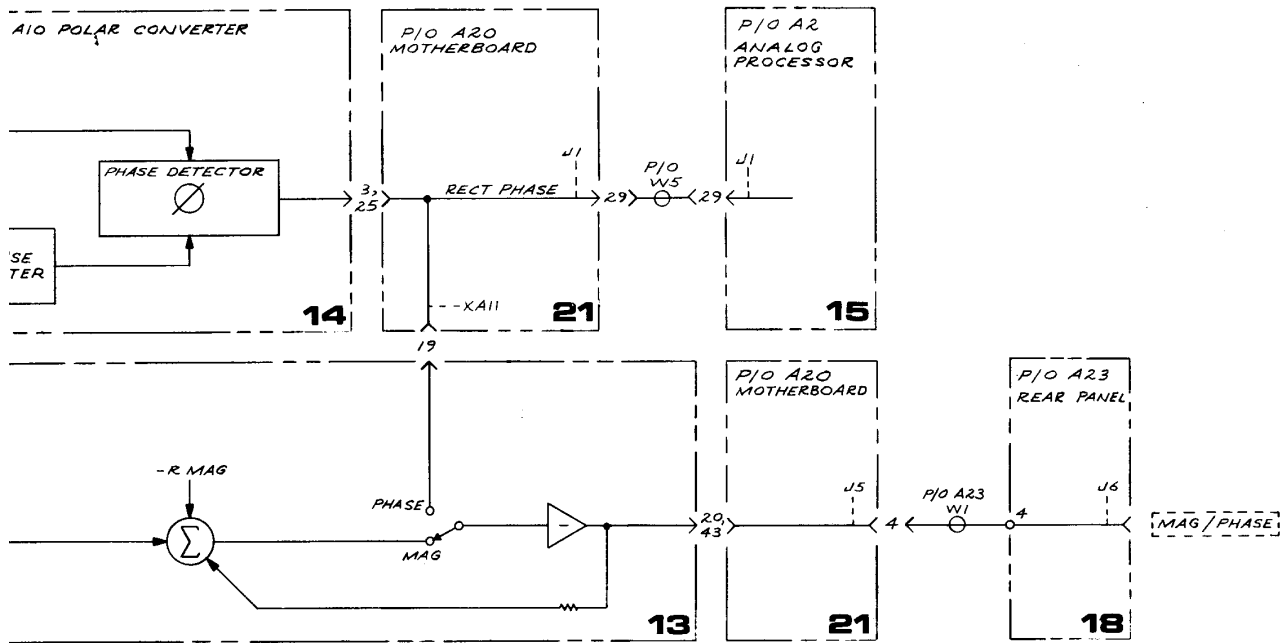 A10 POLAR CONVERTER
PHASE DETECTOR
Ø
SE
TER
14
3,
25
P/O A20
MOTHERBOARD
J1
RECT PHASE
XA11
21
29
P/O
W5
29
P/O A2
ANALOG
PROCESSOR
J1
15
19
-R MAG
Σ
PHASE
MAG
-
13
20,
43
P/O A20
MOTHERBOARD
J5
21
4
P/O A23
W1
4
P/O A23
REAR PANEL
J6
18
MAG/PHASE